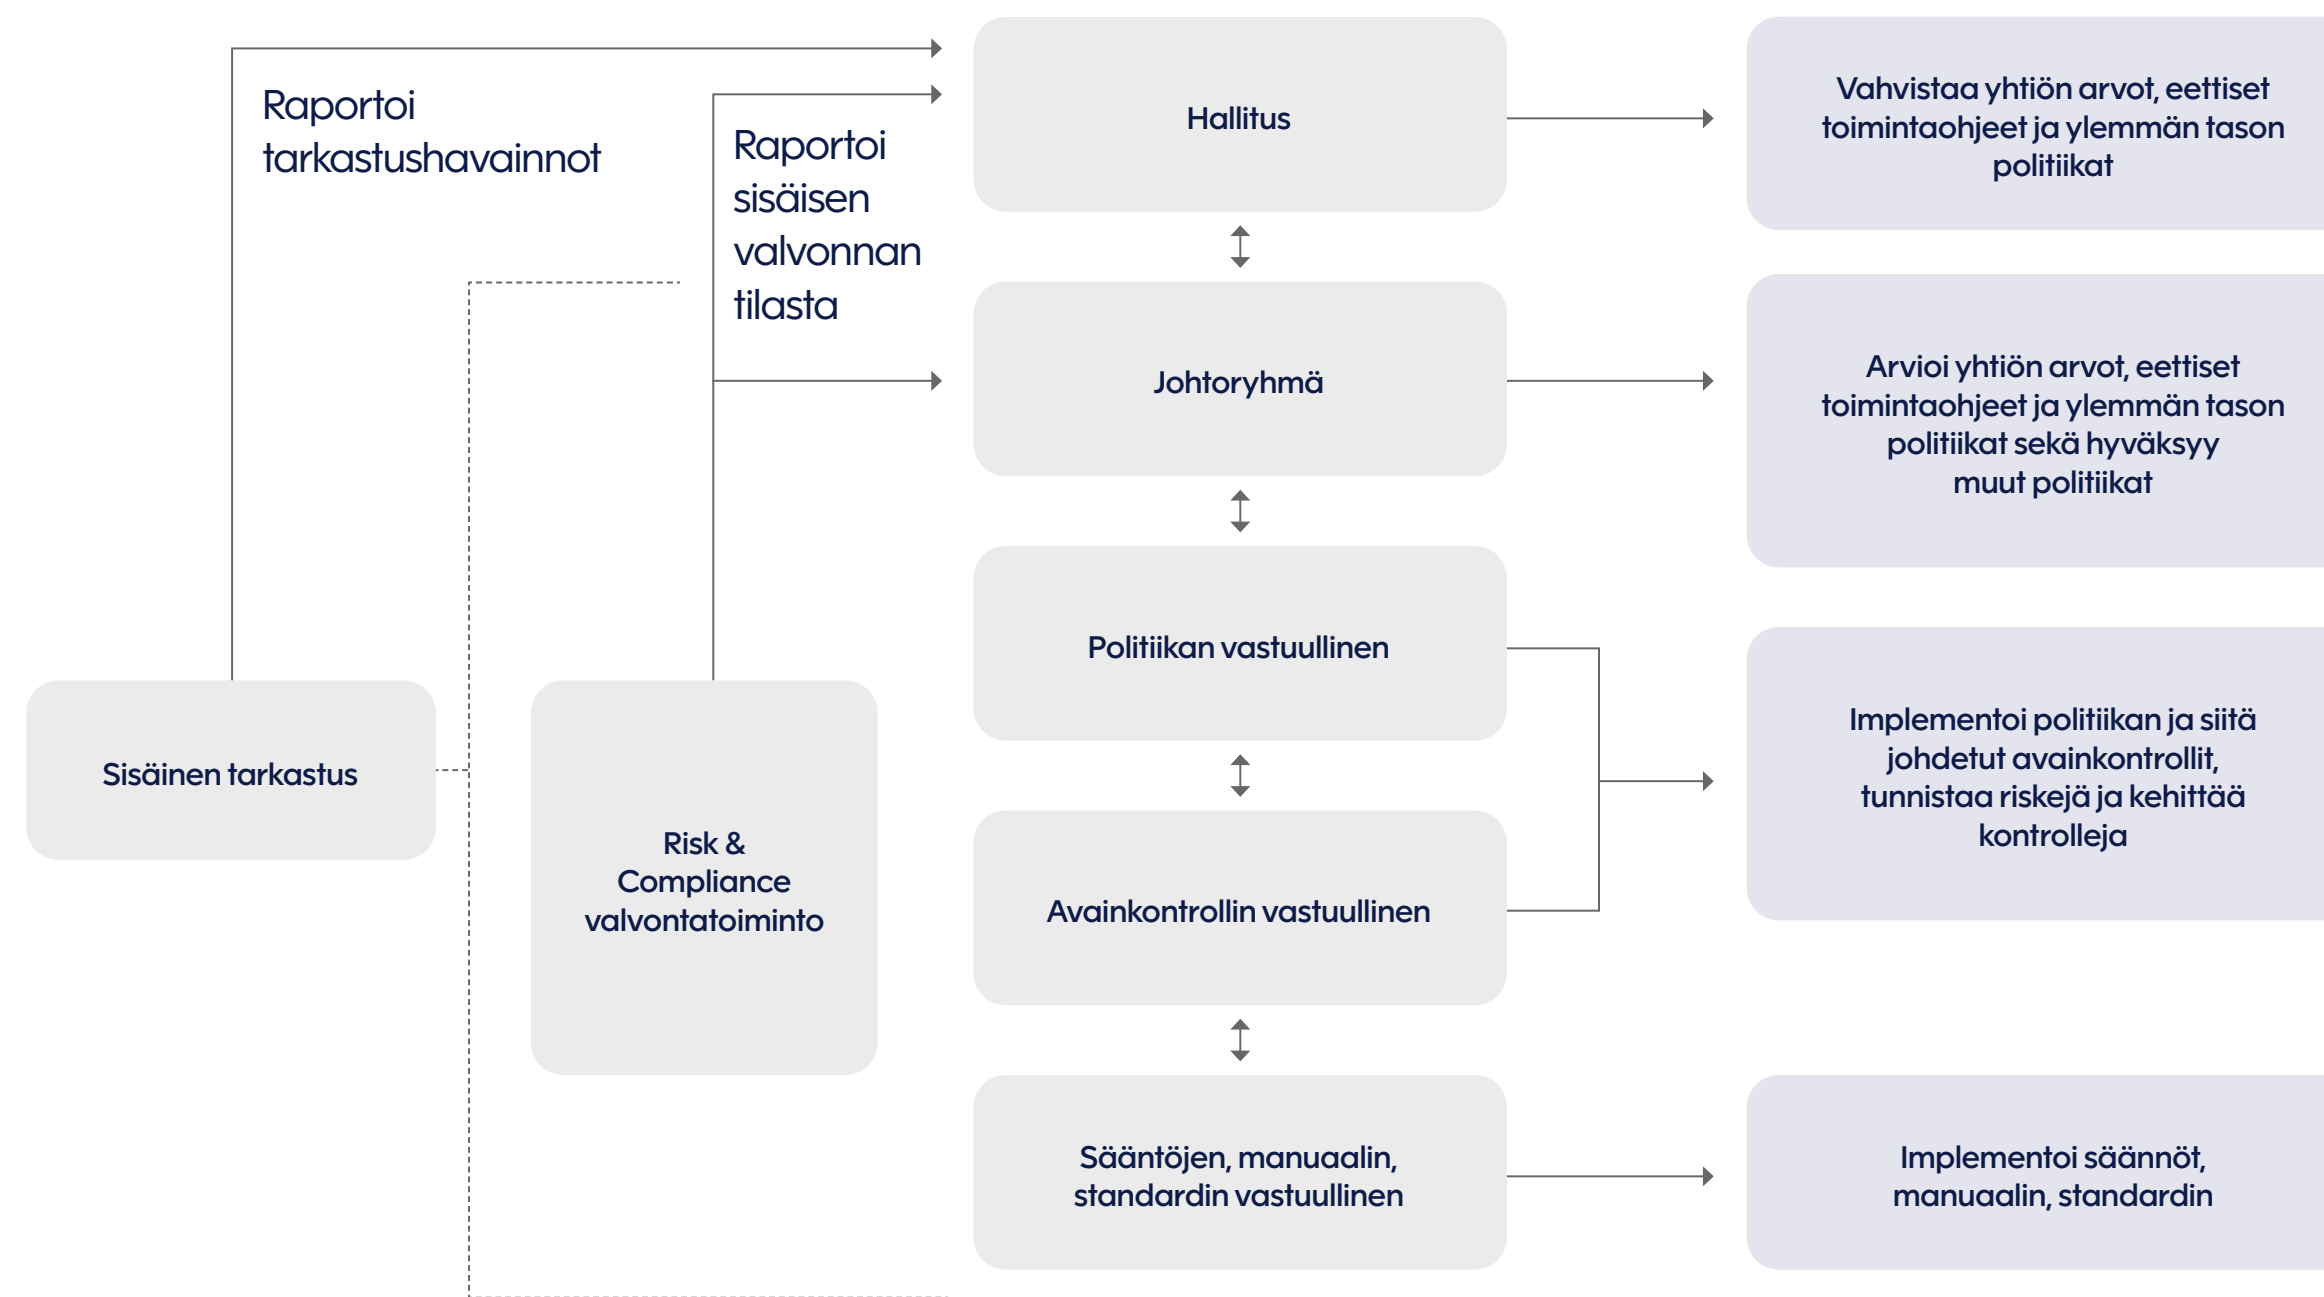 Raportoi
tarkastushavainnot
Raportoi
sisäisen
valvonnan
tilasta
Hallitus
Vahvistaa yhtiön arvot, eettiset
toimintaohjeet ja ylemmän tason
politiikat
Johtoryhmä
Arvioi yhtiön arvot, eettiset
toimintaohjeet ja ylemmän tason
politiikat sekä hyväksyy
muut politiikat
Politiikan vastuullinen
Implementoi politiikan ja siitä
johdetut avainkontrollit,
tunnistaa riskejä ja kehittää
kontrolleja
Sisäinen tarkastus
Risk &
Compliance
valvontatoiminto
Avainkontrollin vastuullinen
Sääntöjen, manuaalin,
standardin vastuullinen
Implementoi säännöt,
manuaalin, standardin